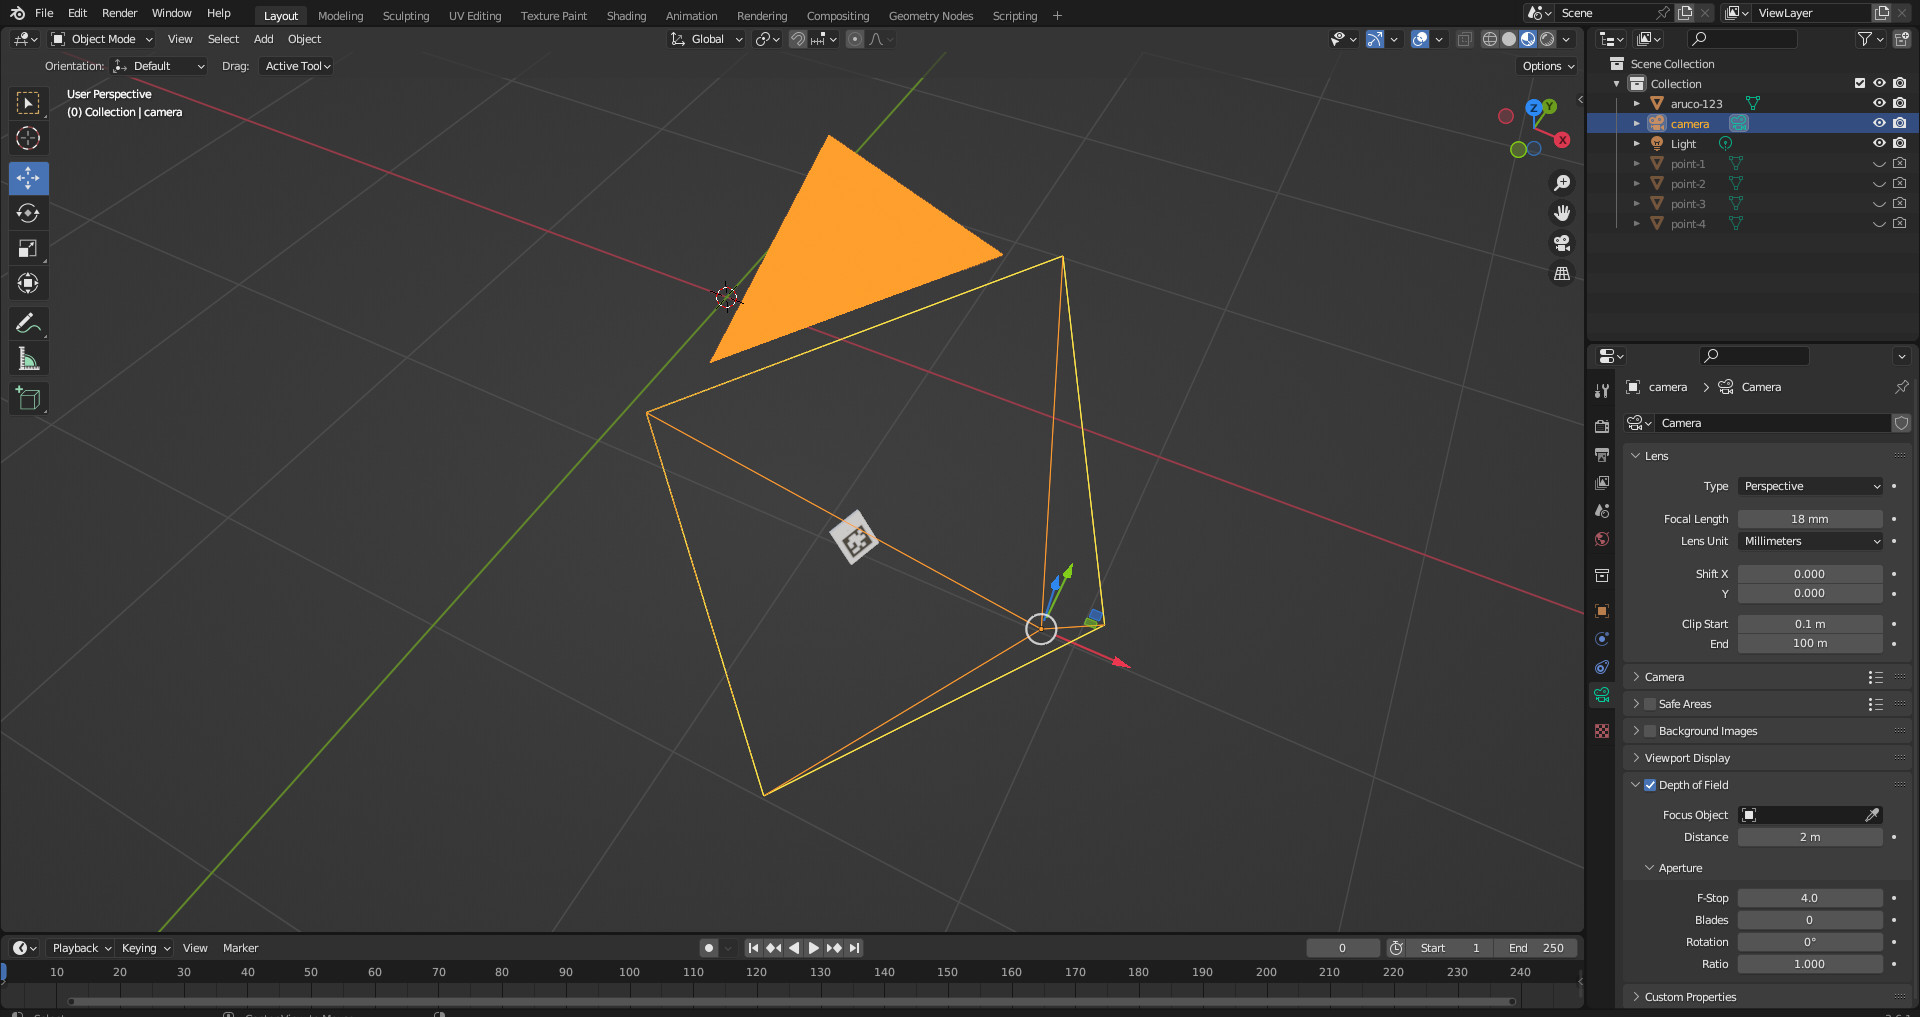 File Edit Render Window Help Layout Modeling Sculpting UV Editing Texture Paint Shading Animation Rendering Compositing Geometry Nodes Scripting + Scene ViewLayer
Object Mode View Select Add Object Global
Orientation: Default Drag: Active Tool Options
User Perspective
(0) Collection | camera
Z
Y
X
Scene Collection
Collection
aruco-123
camera
Light
point-1
point-2
point-3
point-4
camera > Camera
Camera
Lens
Type Perspective
Focal Length 18 mm
Lens Unit Millimeters
Shift X 0.000
Y 0.000
Clip Start 0.1 m
End 100 m
Camera
Safe Areas
Background Images
Viewport Display
Depth of Field
Focus Object
Distance 2 m
Aperture
F-Stop 4.0
Blades 0
Rotation 0°
Ratio 1.000
Custom Properties
Playback Keying View Marker 0 Start 1 End 250
10 20 30 40 50 60 70 80 90 100 110 120 130 140 150 160 170 180 190 200 210 220 230 240